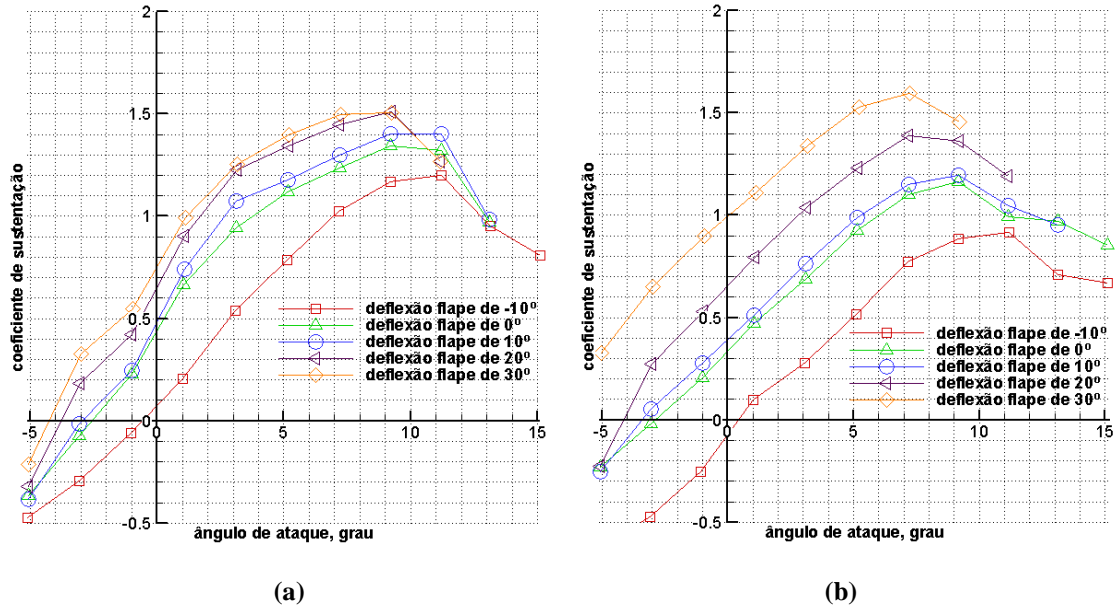 2
1.5
1
0.5
-0.5
-5
0
5
10
15
coeficiente de sustentação
ângulo de ataque, grau
deflexão flape de -10º
deflexão flape de 0º
deflexão flape de 10º
deflexão flape de 20º
deflexão flape de 30º
(a)
2
1.5
1
0.5
-0.5
-5
0
5
10
15
coeficiente de sustentação
ângulo de ataque, grau
deflexão flape de -10º
deflexão flape de 0º
deflexão flape de 10º
deflexão flape de 20º
deflexão flape de 30º
(b)